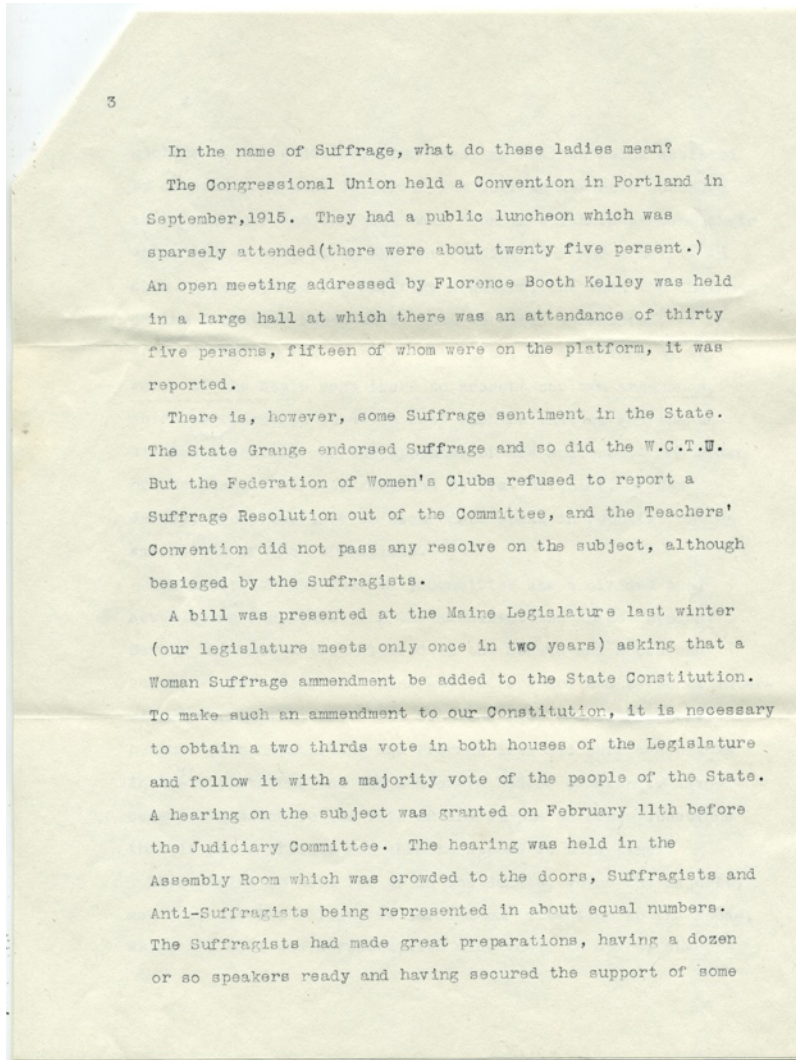 3
In the name of Suffrage, what do these ladies mean?
The Congressional Union held a Convention in Portland in
September,1915. They had a public luncheon which was
sparsely attended(there were about twenty five persent.)
An open meeting addressed by Florence Booth Kelley was held
in a large hall at which there was an attendance of thirty
five persons, fifteen of whom were on the platform, it was
reported.
There is, however, some Suffrage sentiment in the State.
The State Grange endorsed Suffrage and so did the W.C.T.U.
But the Federation of Women's Clubs refused to report a
Suffrage Resolution out of the Committee, and the Teachers'
Convention did not pass any resolve on the subject, although
besieged by the Suffragists.
A bill was presented at the Maine Legislature last winter
(our legislature meets only once in two years) asking that a
Woman Suffrage ammendment be added to the State Constitution.
To make such an ammendment to our Constitution, it is necessary
to obtain a two thirds vote in both houses of the Legislature
and follow it with a majority vote of the people of the State.
A hearing on the subject was granted on February 11th before
the Judiciary Committee. The hearing was held in the
Assembly Room which was crowded to the doors, Suffragists and
Anti-Suffragists being represented in about equal numbers.
The Suffragists had made great preparations, having a dozen
or so speakers ready and having secured the support of some